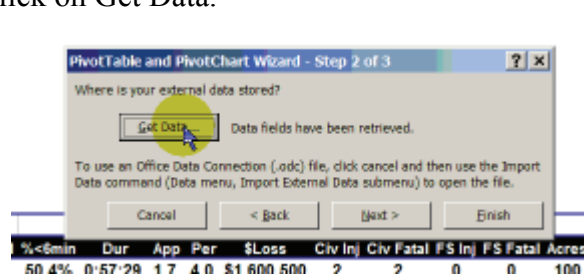 lick on Get Data.
PivotTable and PivotChart Wizard - Step 2 of 3
Where is your external data stored?
Get Data... Data fields have been retrieved.
To use an Office Data Connection (.odc) file, click cancel and then use the Import
Data command (Data menu, Import External Data submenu) to open the file.
Cancel < Back Next > Finish
%<6min Dur App Per $Loss Civ Inj Civ Fatal FS Inj FS Fatal Acres
50.4% 0:57:29 1.7 4.0 $1,600,500 2 2 0 0 100